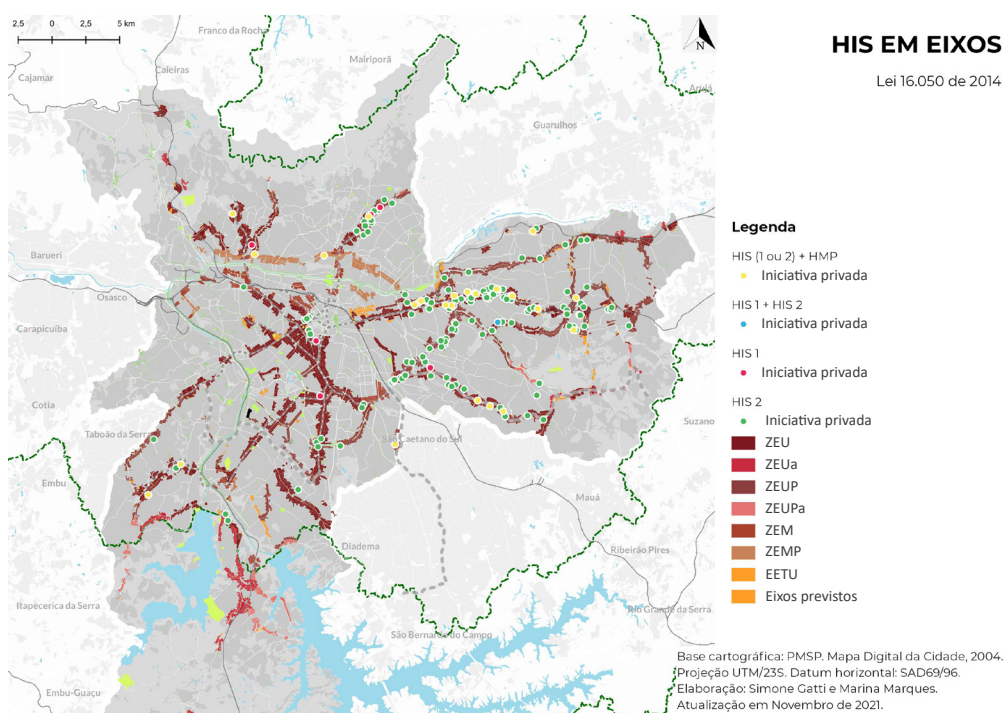 2,5 0 2,5 5 km
N
Franco da Rocha
Mairiporã
Cajamar
Caieiras
Arujá
Guarulhos
Barueri
Osasco
Carapicuíba
Cotia
Taboão da Serra
São Caetano do Sul
Suzano
Embu
Mauá
Diadema
Ribeirão Pires
Itapecerica da Serra
Rio Grande da Serra
São Bernardo do Campo
Embu-Guaçu
HIS EM EIXOS
Lei 16.050 de 2014
Legenda
HIS (1 ou 2) + HMP
Iniciativa privada
HIS 1 + HIS 2
Iniciativa privada
HIS 1
Iniciativa privada
HIS 2
Iniciativa privada
ZEU
ZEUa
ZEUP
ZEUPa
ZEM
ZEMP
EETU
Eixos previstos
Base cartográfica: PMSP. Mapa Digital da Cidade, 2004.
Projeção UTM/23S. Datum horizontal: SAD69/96.
Elaboração: Simone Gatti e Marina Marques.
Atualização em Novembro de 2021.